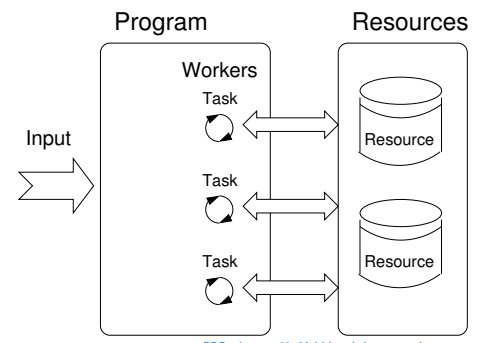 Program
Resources
Workers
Task
Input
Resource
Task
Task
Resource